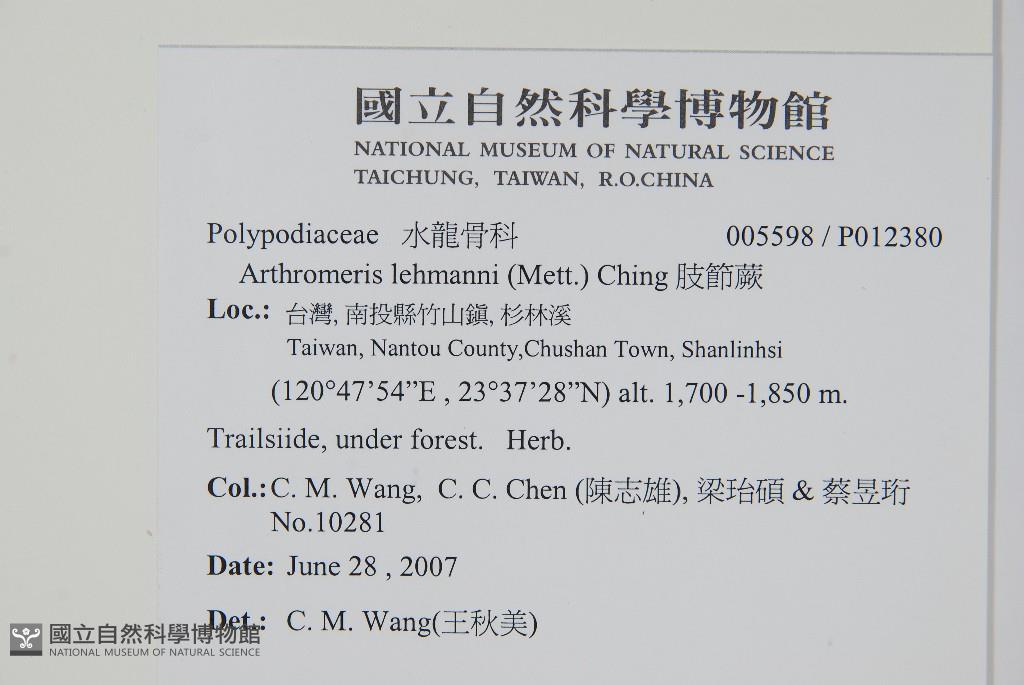 國立自然科學博物館
NATIONAL MUSEUM OF NATURAL SCIENCE
TAICHUNG, TAIWAN, R.O.CHINA
Polypodiaceae 水龍骨科 005598 / P012380
Arthromeris lehmanni (Mett.) Ching 肢節蕨
Loc.: 台灣, 南投縣竹山鎮, 杉林溪
Taiwan, Nantou County,Chushan Town, Shanlinhsi
(120°47’54”E , 23°37’28”N) alt. 1,700 -1,850 m.
Trailsiide, under forest. Herb.
Col.: C. M. Wang, C. C. Chen (陳志雄), 梁珆碩 & 蔡昱珩
No.10281
Date: June 28 , 2007
Det.: C. M. Wang(王秋美)
國立自然科學博物館
NATIONAL MUSEUM OF NATURAL SCIENCE